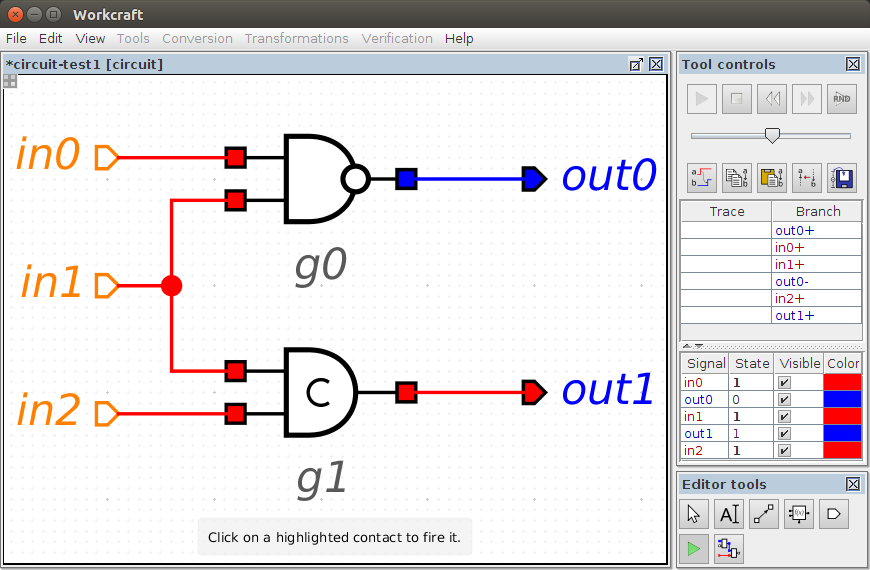 Workcraft
File Edit View Tools Conversion Transformations Verification Help
*circuit-test1 [circuit]
in0
out0
g0
in1
C
out1
in2
g1
Click on a highlighted contact to fire it.
Tool controls
RND
a b a b a b a b
Trace Branch
out0+
in0+
in1+
out0-
in2+
out1+
Signal State Visible Color
in0 1
out0 0
in1 1
out1 1
in2 1
Editor tools
AI f(x)